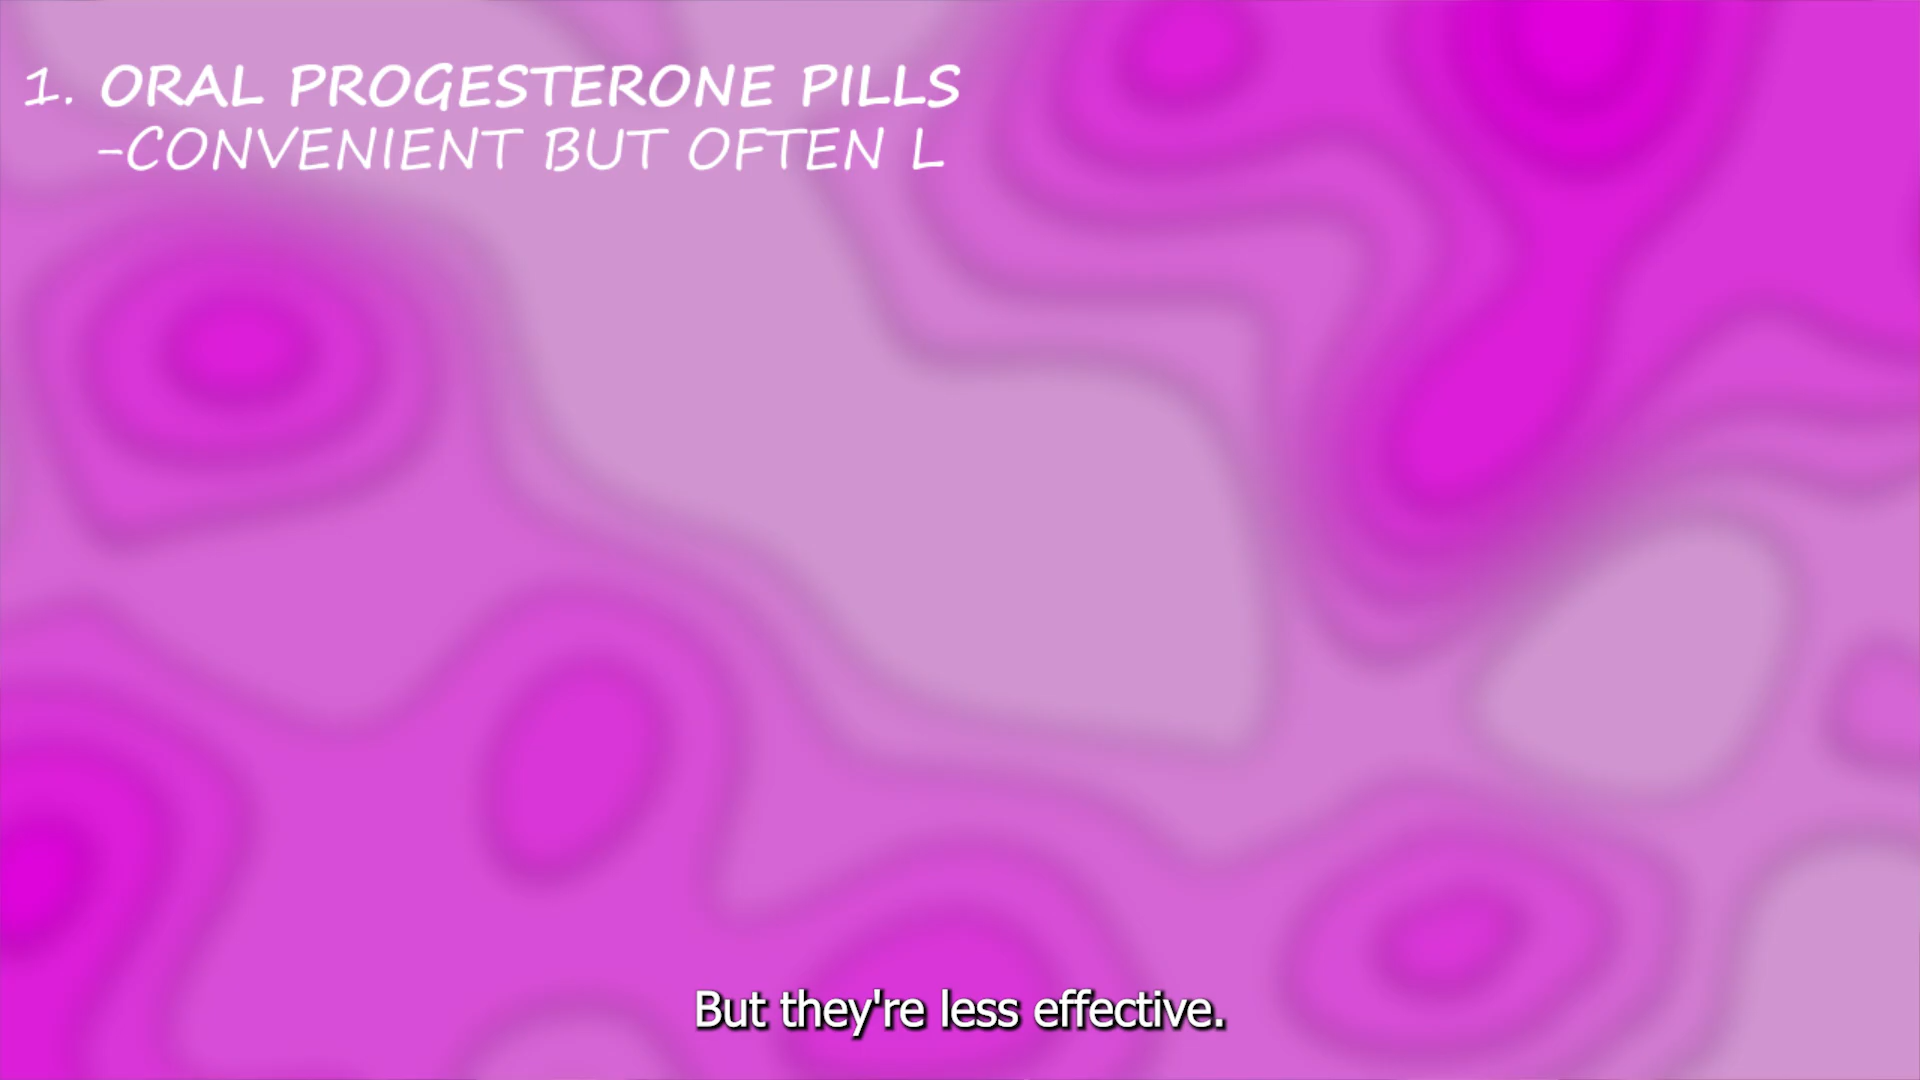 1. ORAL PROGESTERONE PILLS
-CONVENIENT BUT OFTEN L
But they're less effective.